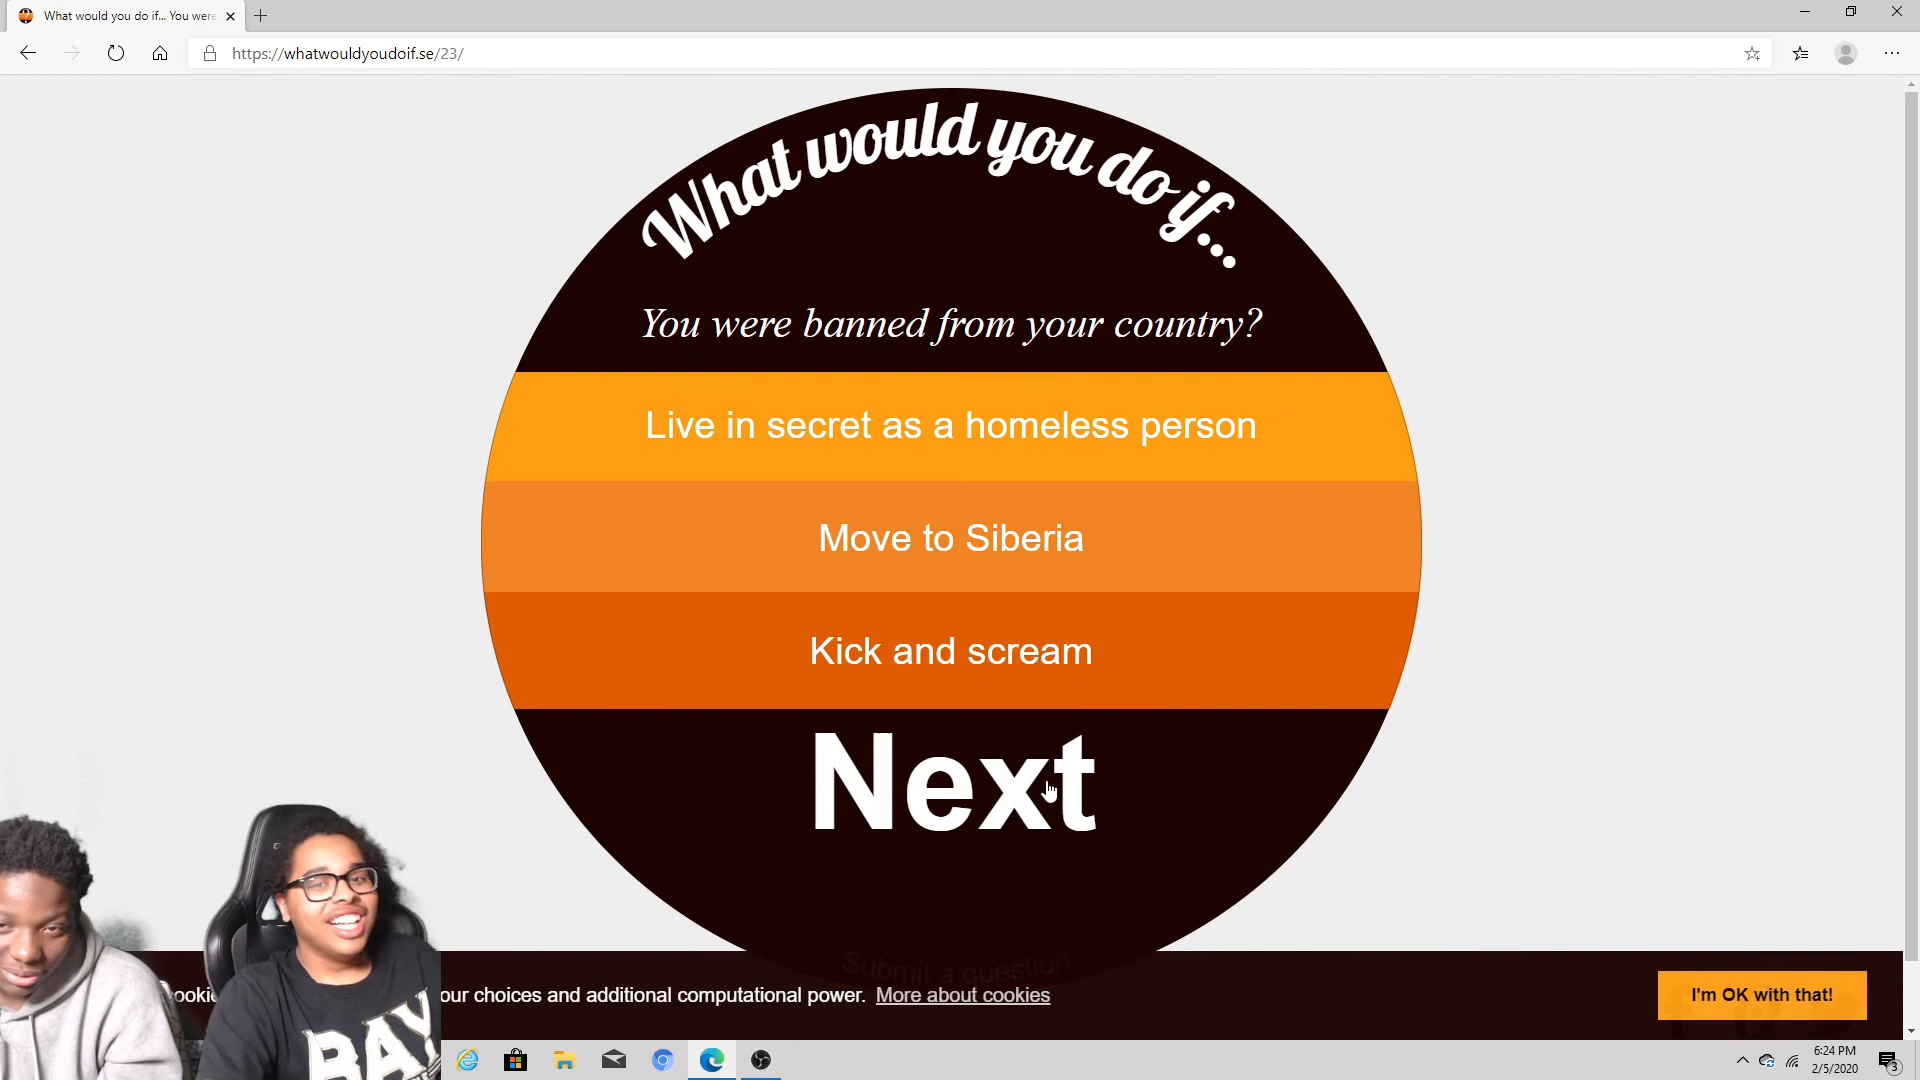 What would you do if... You were
https://whatwouldyoudoif.se/23/
What would you do if...
You were banned from your country?
Live in secret as a homeless person
Move to Siberia
Kick and scream
Next
Submit a question
our choices and additional computational power. More about cookies
I'm OK with that!
BAY
6:24 PM
2/5/2020
3